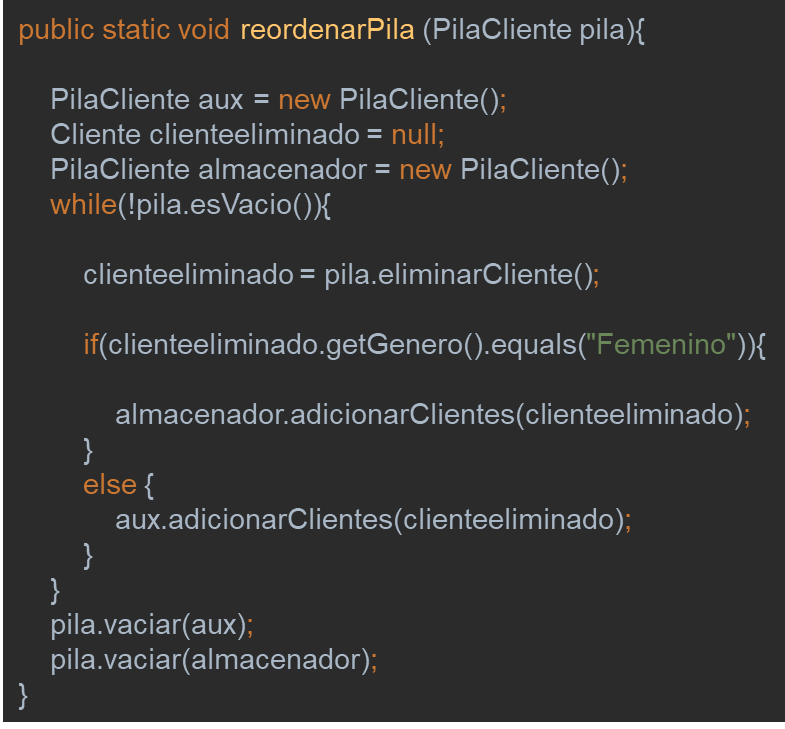 public static void reordenarPila (PilaCliente pila){
PilaCliente aux = new PilaCliente();
Cliente clienteeliminado = null;
PilaCliente almacenador = new PilaCliente();
while(!pila.esVacio()){
clienteeliminado = pila.eliminarCliente();
if(clienteeliminado.getGenero().equals("Femenino")){
almacenador.adicionarClientes(clienteeliminado);
}
else {
aux.adicionarClientes(clienteeliminado);
}
}
pila.vaciar(aux);
pila.vaciar(almacenador);
}